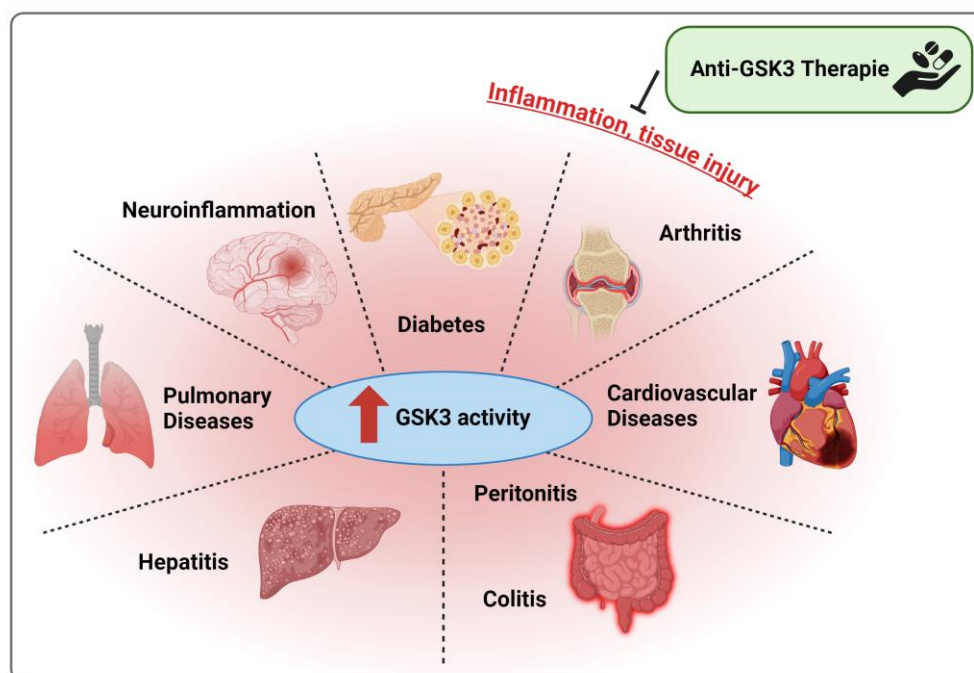 Anti-GSK3 Therapie
Inflammation, tissue injury
Neuroinflammation
Arthritis
Diabetes
Pulmonary
Diseases
GSK3 activity
Cardiovascular
Diseases
Peritonitis
Hepatitis
Colitis